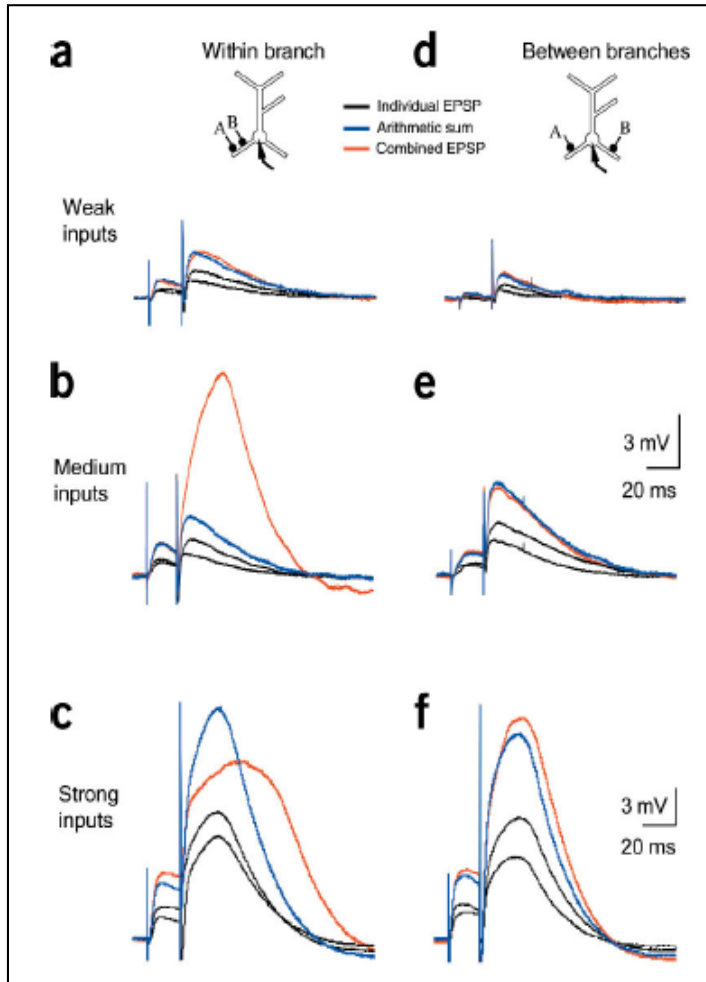 a
Within branch
d
Between branches
A
B
Individual EPSP
Arithmetic sum
Combined EPSP
A
B
Weak
inputs
b
e
Medium
inputs
3 mV
20 ms
c
f
Strong
inputs
3 mV
20 ms